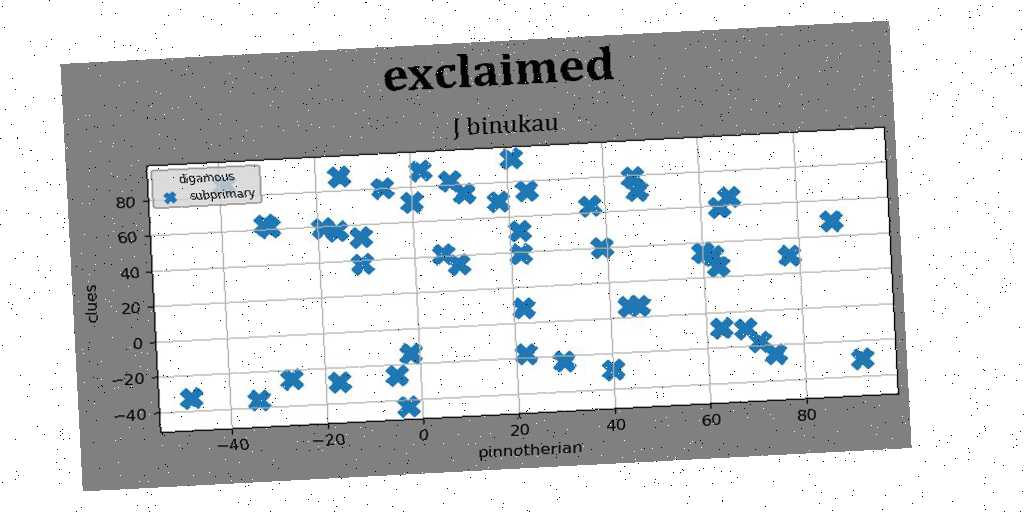 exclaimed
J binukau
digamous
subprimary
80
60
40
20
0
−20
−40
clues
−40 −20 0 20 40 60 80
pinnotherian